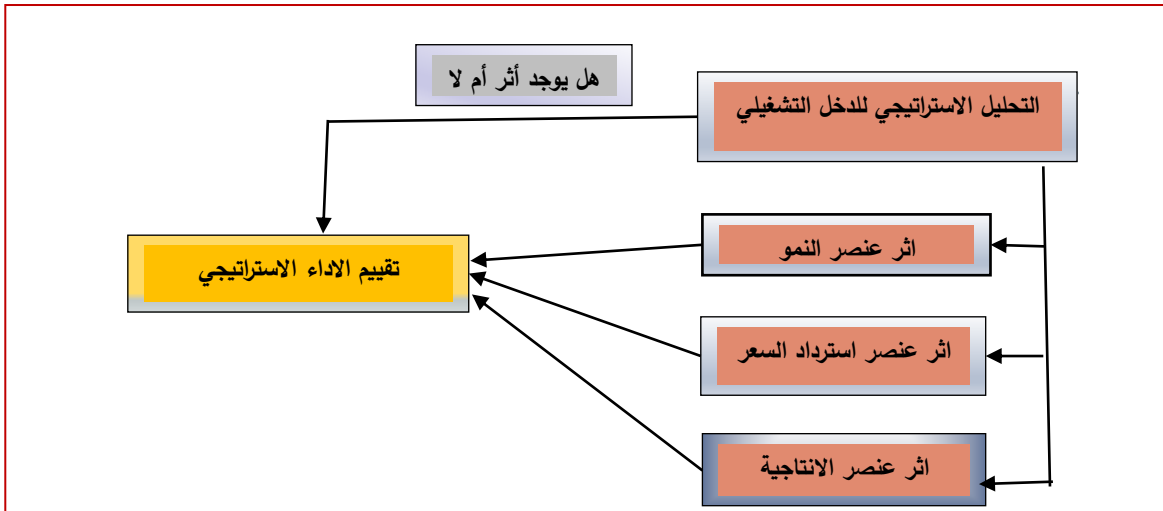 هل يوجد أثر أم لا
التحليل الاستراتيجي للدخل التشغيلي
اثر عنصر النمو
تقييم الاداء الاستراتيجي
اثر عنصر استرداد السعر
اثر عنصر الانتاجية